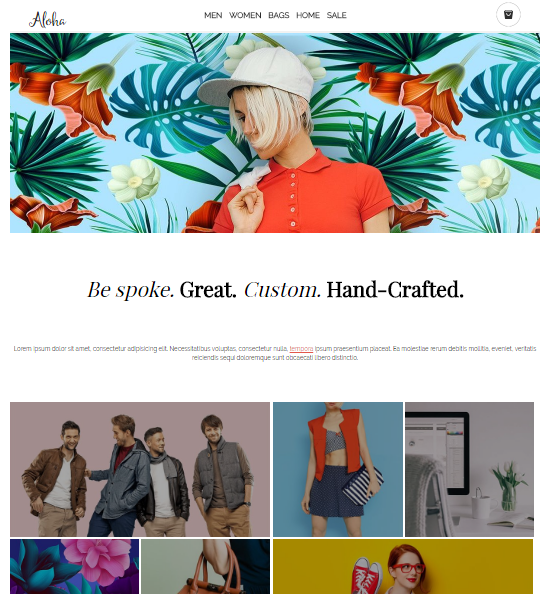 Aloha
MEN WOMEN BAGS HOME SALE
Be spoke. Great. Custom. Hand-Crafted.
Lorem ipsum dolor sit amet, consectetur adipisicing elit. Necessitatibus voluptas, consectetur nulla, tempora ipsum praesentium placeat. Ea molestiae rerum debitis mollitia, eveniet, veritatis
reiciendis sequi doloremque sunt obcaecati libero distinctio.